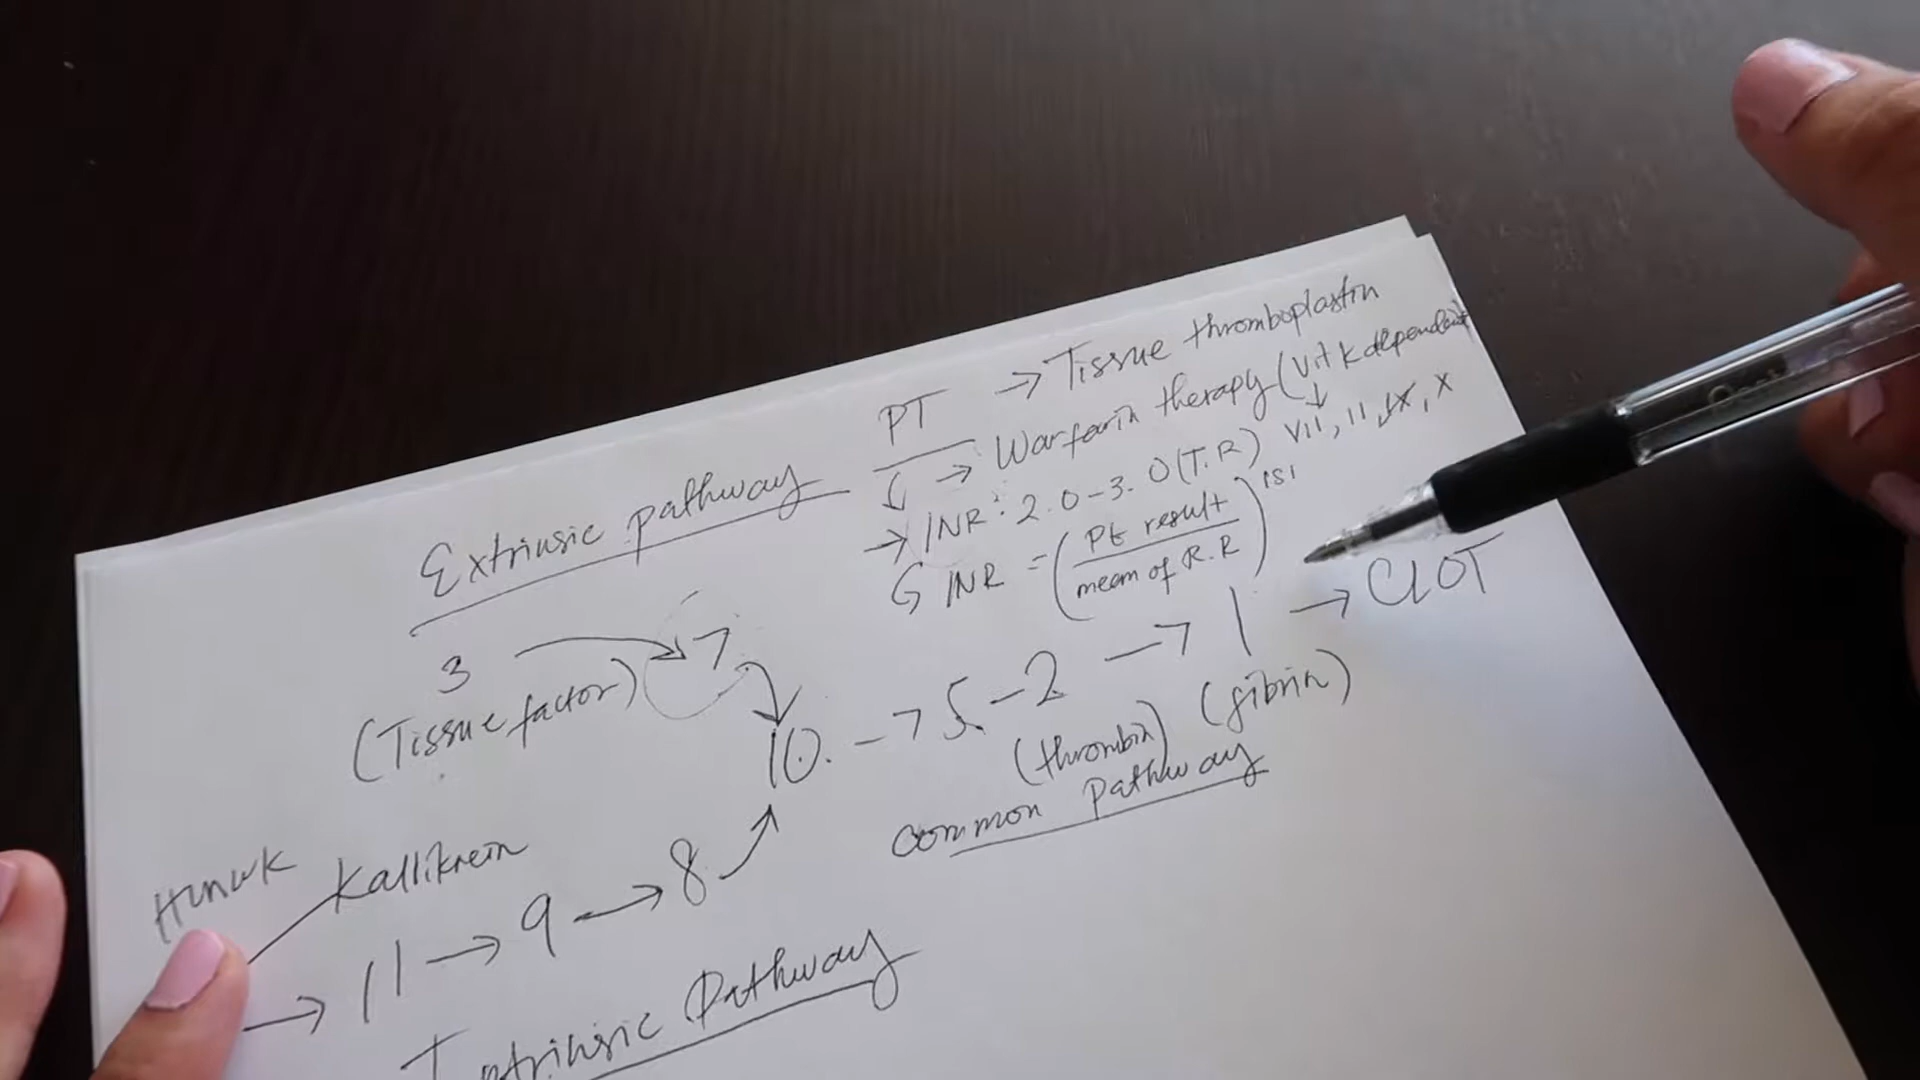 PT → Tissue thromboplastin
→ Warfarin therapy (Vit K dependent)
→ INR: 2.0-3.0 (T.R) VII, II, IX, X
INR = (Pt result / mean of R.R) ISI
Extrinsic pathway
3 → 7
(Tissue factor)
10 → 5-2 → 1 → CLOT
(thrombin) (fibrin)
Common Pathway
HMWK Kallikrein
→ 11 → 9 → 8
Intrinsic Pathway